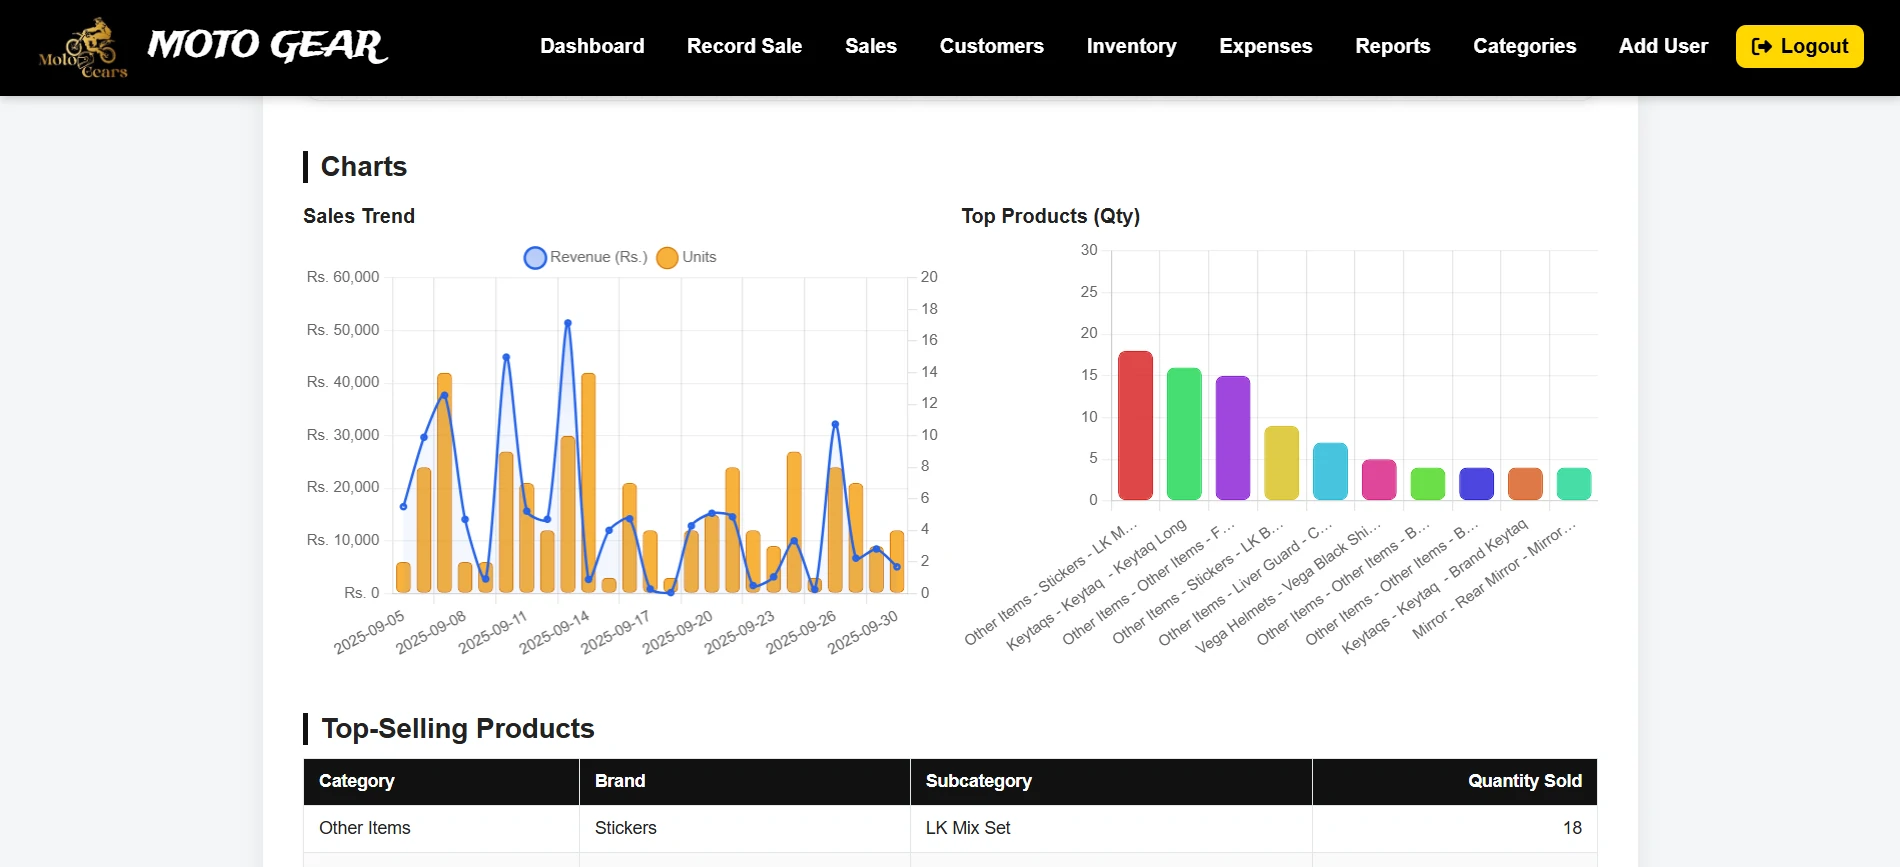 Moto
Gears
MOTO GEAR
Dashboard
Record Sale
Sales
Customers
Inventory
Expenses
Reports
Categories
Add User
Logout
Charts
Sales Trend
Revenue (Rs.)
Units
Rs. 60,000
Rs. 50,000
Rs. 40,000
Rs. 30,000
Rs. 20,000
Rs. 10,000
Rs. 0
20
18
16
14
12
10
8
6
4
2
0
2025-09-05
2025-09-08
2025-09-11
2025-09-14
2025-09-17
2025-09-20
2025-09-23
2025-09-26
2025-09-30
Top Products (Qty)
30
25
20
15
10
5
0
Other Items - Stickers - LK M...
Keytaqs - Keytaq - Keytaq Long
Other Items - Other Items - F...
Other Items - Stickers - LK B...
Other Items - Liver Guard - C...
Vega Helmets - Vega Black Shi...
Other Items - Other Items - B...
Other Items - Other Items - B...
Keytaqs - Keytaq - Brand Keytaq
Mirror - Rear Mirror - Mirror...
Top-Selling Products
Category
Brand
Subcategory
Quantity Sold
Other Items
Stickers
LK Mix Set
18